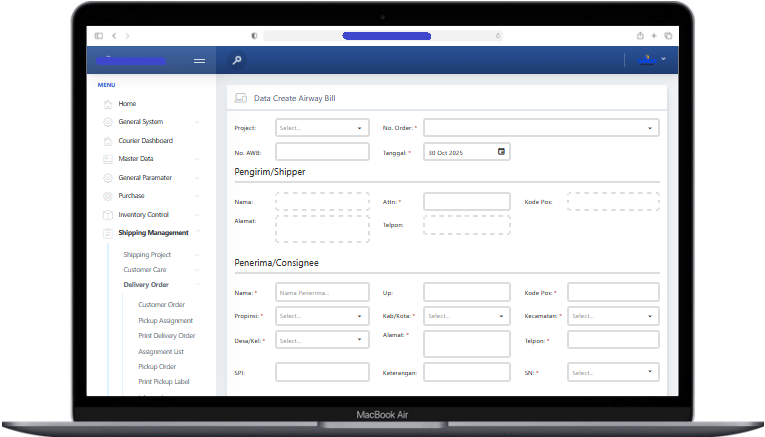 MENU
Home
General System
Courier Dashboard
Master Data
General Paramater
Purchase
Inventory Control
Shipping Management
Shipping Project
Customer Care
Delivery Order
Customer Order
Pickup Assignment
Print Delivery Order
Assignment List
Pickup Order
Print Pickup Label
Data Create Airway Bill
Project: Select... No. Order: *
No. AWB: Tanggal: * 30 Oct 2025
Pengirim/Shipper
Nama: Attn: * Kode Pos:
Alamat: Telpon:
Penerima/Consignee
Nama: * Nama Penerima... Up: Kode Pos: *
Propinsi: * Select... Kab/Kota: * Select... Kecamatan: * Select...
Desa/Kel: * Select... Alamat: * Telpon: *
SPI: Keterangan: SN: * Select...
MacBook Air